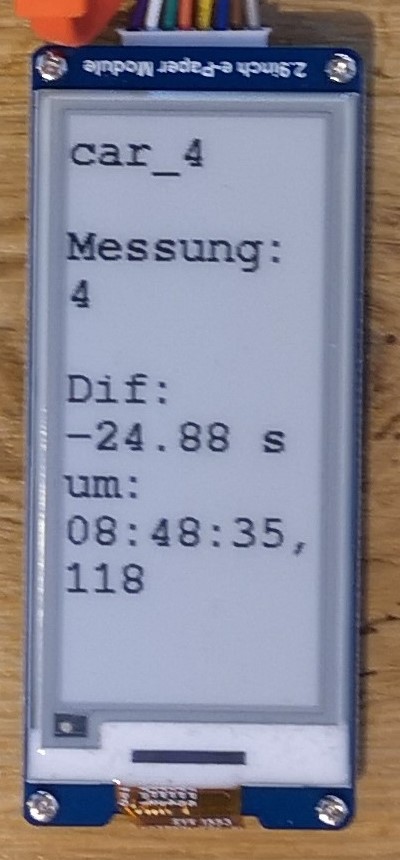 2.9inch e-Paper Module
car_4
Messung:
4
Dif:
-24.88 s
um:
08:48:35,
118